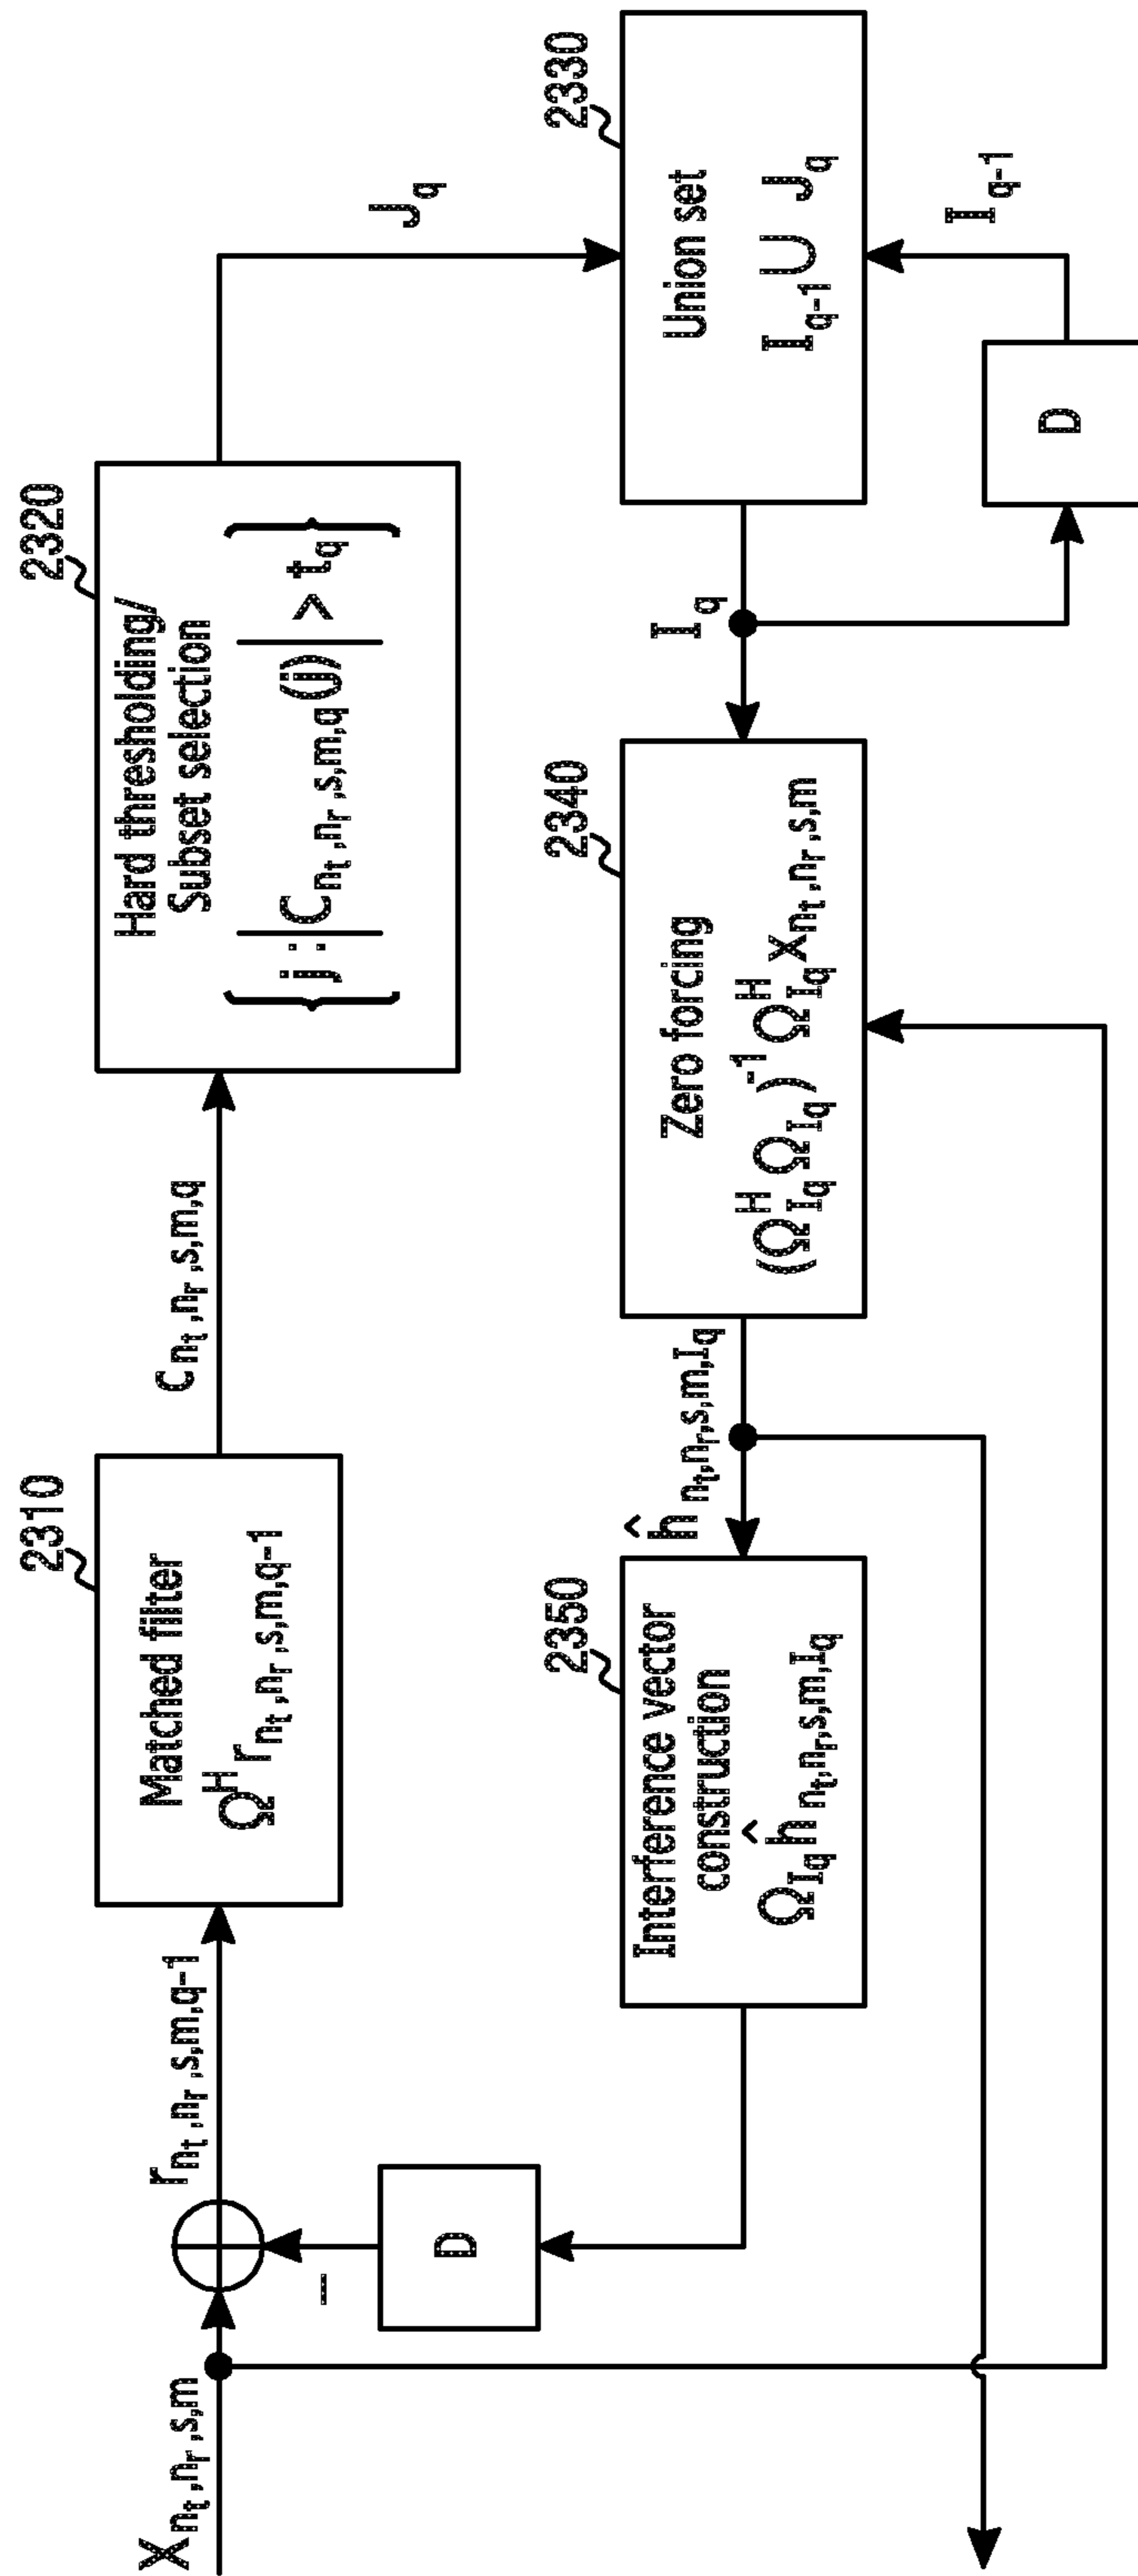 X_{n_t,n_r,s,m}
r_{n_t,n_r,s,m,q-1}
2310
Matched filter
Ω^H r_{n_t,n_r,s,m,q-1}
C_{n_t,n_r,s,m,q}
2320
Hard thresholding/
Subset selection
{j : |C_{n_t,n_r,s,m,q} (j)| > t_q}
J_q
−
D
2350
Interference vector
construction
Ω_{I_q} ĥ_{n_t,n_r,s,m,I_q}
ĥ_{n_t,n_r,s,m,I_q}
2340
Zero forcing
(Ω^H_{I_q} Ω_{I_q})^{-1} Ω^H_{I_q} x_{n_t,n_r,s,m}
I_q
2330
Union set
I_{q-1} U J_q
D
I_{q-1}